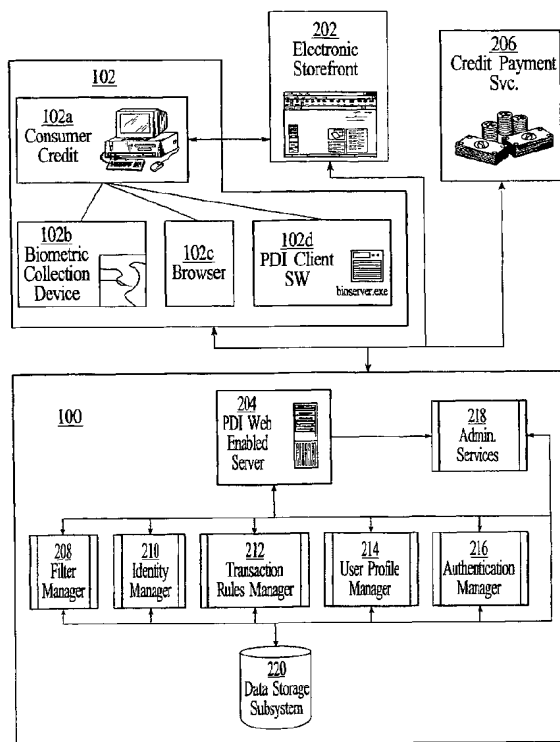 202
Electronic
Storefront
206
Credit Payment
Svc.
102
102a
Consumer
Credit
102b
Biometric
Collection
Device
102c
Browser
102d
PDI Client
SW
bioserver.exe
100
204
PDI Web
Enabled
Server
218
Admin.
Services
208
Filter
Manager
210
Identity
Manager
212
Transaction
Rules Manager
214
User Profile
Manager
216
Authentication
Manager
220
Data Storage
Subsystem